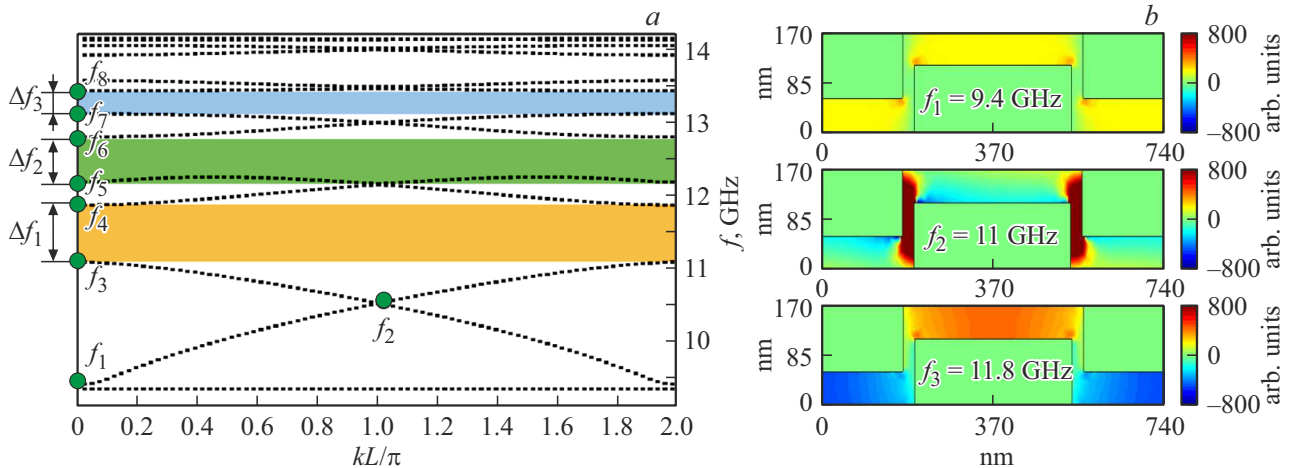 a
14
13
12
11
10
f, GHz
f₈
Δf₃
f₇
f₆
Δf₂
f₅
f₄
Δf₁
f₃
f₂
f₁
0 0.2 0.4 0.6 0.8 1.0 1.2 1.4 1.6 1.8 2.0
kL/π
b
170
85
0
nm
f₁ = 9.4 GHz
0 370 740
800
0
–800
arb. units
170
85
0
nm
f₂ = 11 GHz
0 370 740
800
0
–800
arb. units
170
85
0
nm
f₃ = 11.8 GHz
0 370 740
nm
800
0
–800
arb. units